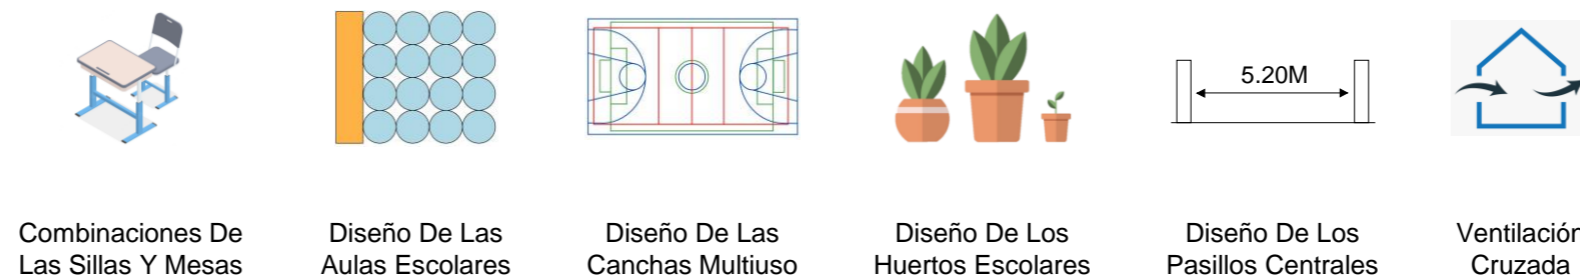 5.20M
Combinaciones De
Las Sillas Y Mesas
Diseño De Las
Aulas Escolares
Diseño De Las
Canchas Multiuso
Diseño De Los
Huertos Escolares
Diseño De Los
Pasillos Centrales
Ventilación
Cruzada